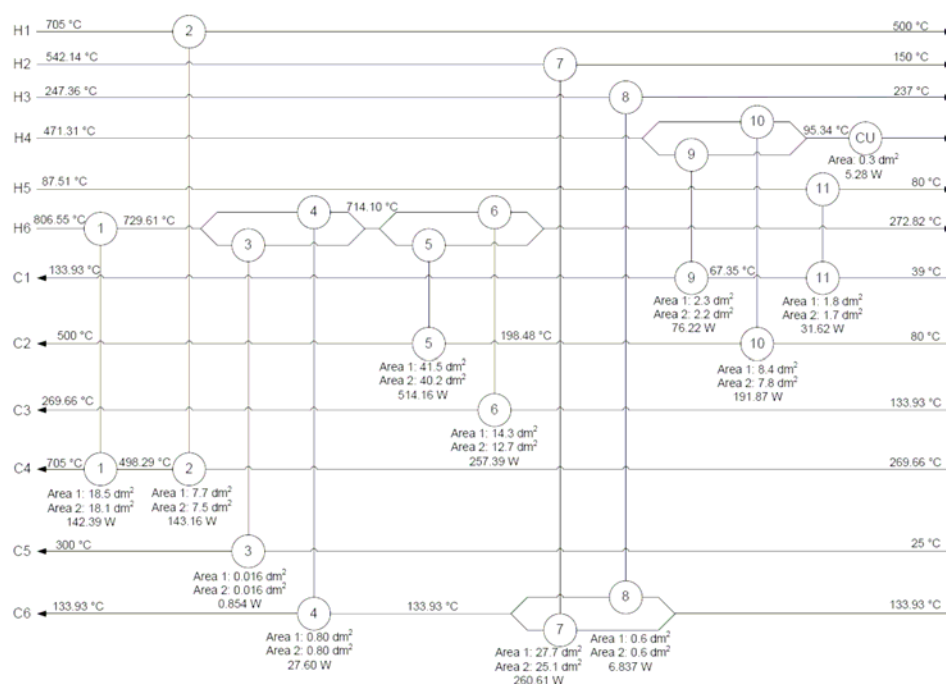 H1 705 °C 2 500 °C
H2 542.14 °C 7 150 °C
H3 247.36 °C 8 237 °C
H4 471.31 °C 9 10 95.34 °C CU
Area: 0.3 dm²
5.28 W
H5 87.51 °C 11 80 °C
H6 806.55 °C 1 729.61 °C 3 4 714.10 °C 5 6 272.82 °C
C1 133.93 °C 9 67.35 °C 11 39 °C
Area 1: 2.3 dm²
Area 2: 2.2 dm²
76.22 W
Area 1: 1.8 dm²
Area 2: 1.7 dm²
31.62 W
C2 500 °C 5 198.48 °C 10 80 °C
Area 1: 41.5 dm²
Area 2: 40.2 dm²
514.16 W
Area 1: 8.4 dm²
Area 2: 7.8 dm²
191.87 W
C3 269.66 °C 6 133.93 °C
Area 1: 14.3 dm²
Area 2: 12.7 dm²
257.39 W
C4 705 °C 1 498.29 °C 2 269.66 °C
Area 1: 18.5 dm²
Area 2: 18.1 dm²
142.39 W
Area 1: 7.7 dm²
Area 2: 7.5 dm²
143.16 W
C5 300 °C 3 25 °C
Area 1: 0.016 dm²
Area 2: 0.016 dm²
0.854 W
C6 133.93 °C 4 133.93 °C 7 8 133.93 °C
Area 1: 0.80 dm²
Area 2: 0.80 dm²
27.60 W
Area 1: 27.7 dm²
Area 2: 25.1 dm²
260.61 W
Area 1: 0.6 dm²
Area 2: 0.6 dm²
6.837 W